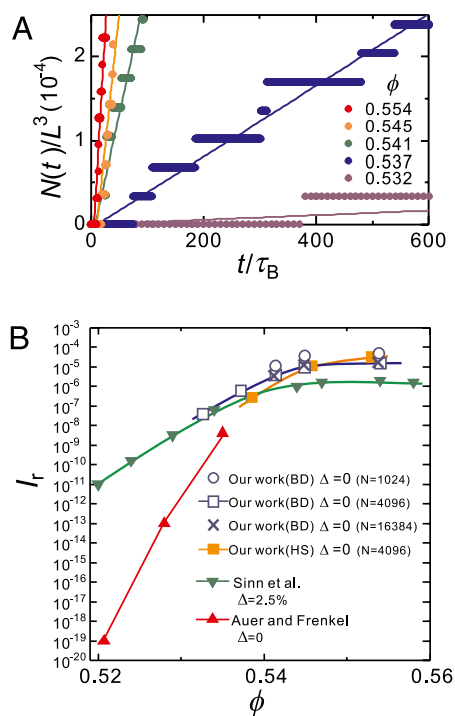 A
N(t)/L³ (10⁻⁴)
2
1
0
ϕ
0.554
0.545
0.541
0.537
0.532
0 200 400 600
t/τ_B
B
I_r
10⁻³
10⁻⁴
10⁻⁵
10⁻⁶
10⁻⁷
10⁻⁸
10⁻⁹
10⁻¹⁰
10⁻¹¹
10⁻¹²
10⁻¹³
10⁻¹⁴
10⁻¹⁵
10⁻¹⁶
10⁻¹⁷
10⁻¹⁸
10⁻¹⁹
10⁻²⁰
Our work(BD) Δ=0 (N=1024)
Our work(BD) Δ=0 (N=4096)
Our work(BD) Δ=0 (N=16384)
Our work(HS) Δ=0 (N=4096)
Sinn et al.
Δ=2.5%
Auer and Frenkel
Δ=0
0.52 0.54 0.56
ϕ